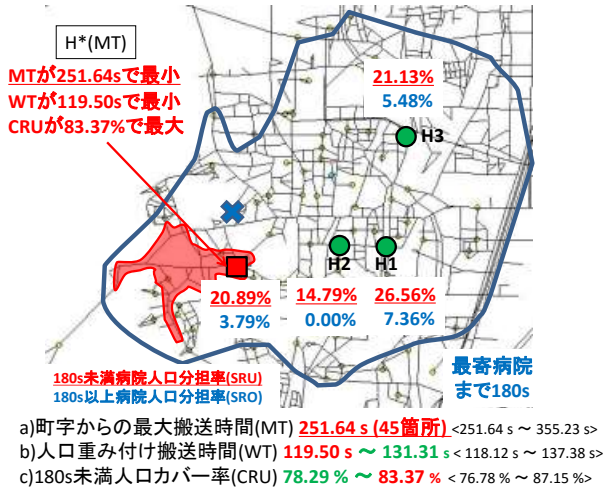 H*(MT)
MTが251.64sで最小
WTが119.50sで最小
CRUが83.37%で最大
21.13%
5.48%
H3
H2
H1
20.89%
3.79%
14.79%
0.00%
26.56%
7.36%
180s未満病院人口分担率(SRU)
180s以上病院人口分担率(SRO)
最寄病院
まで180s
a)町字からの最大搬送時間(MT) 251.64 s (45箇所) <251.64 s ～ 355.23 s>
b)人口重み付け搬送時間(WT) 119.50 s ～ 131.31 s < 118.12 s ～ 137.38 s>
c)180s未満人口カバー率(CRU) 78.29 % ～ 83.37 % < 76.78 % ～ 87.15 %>